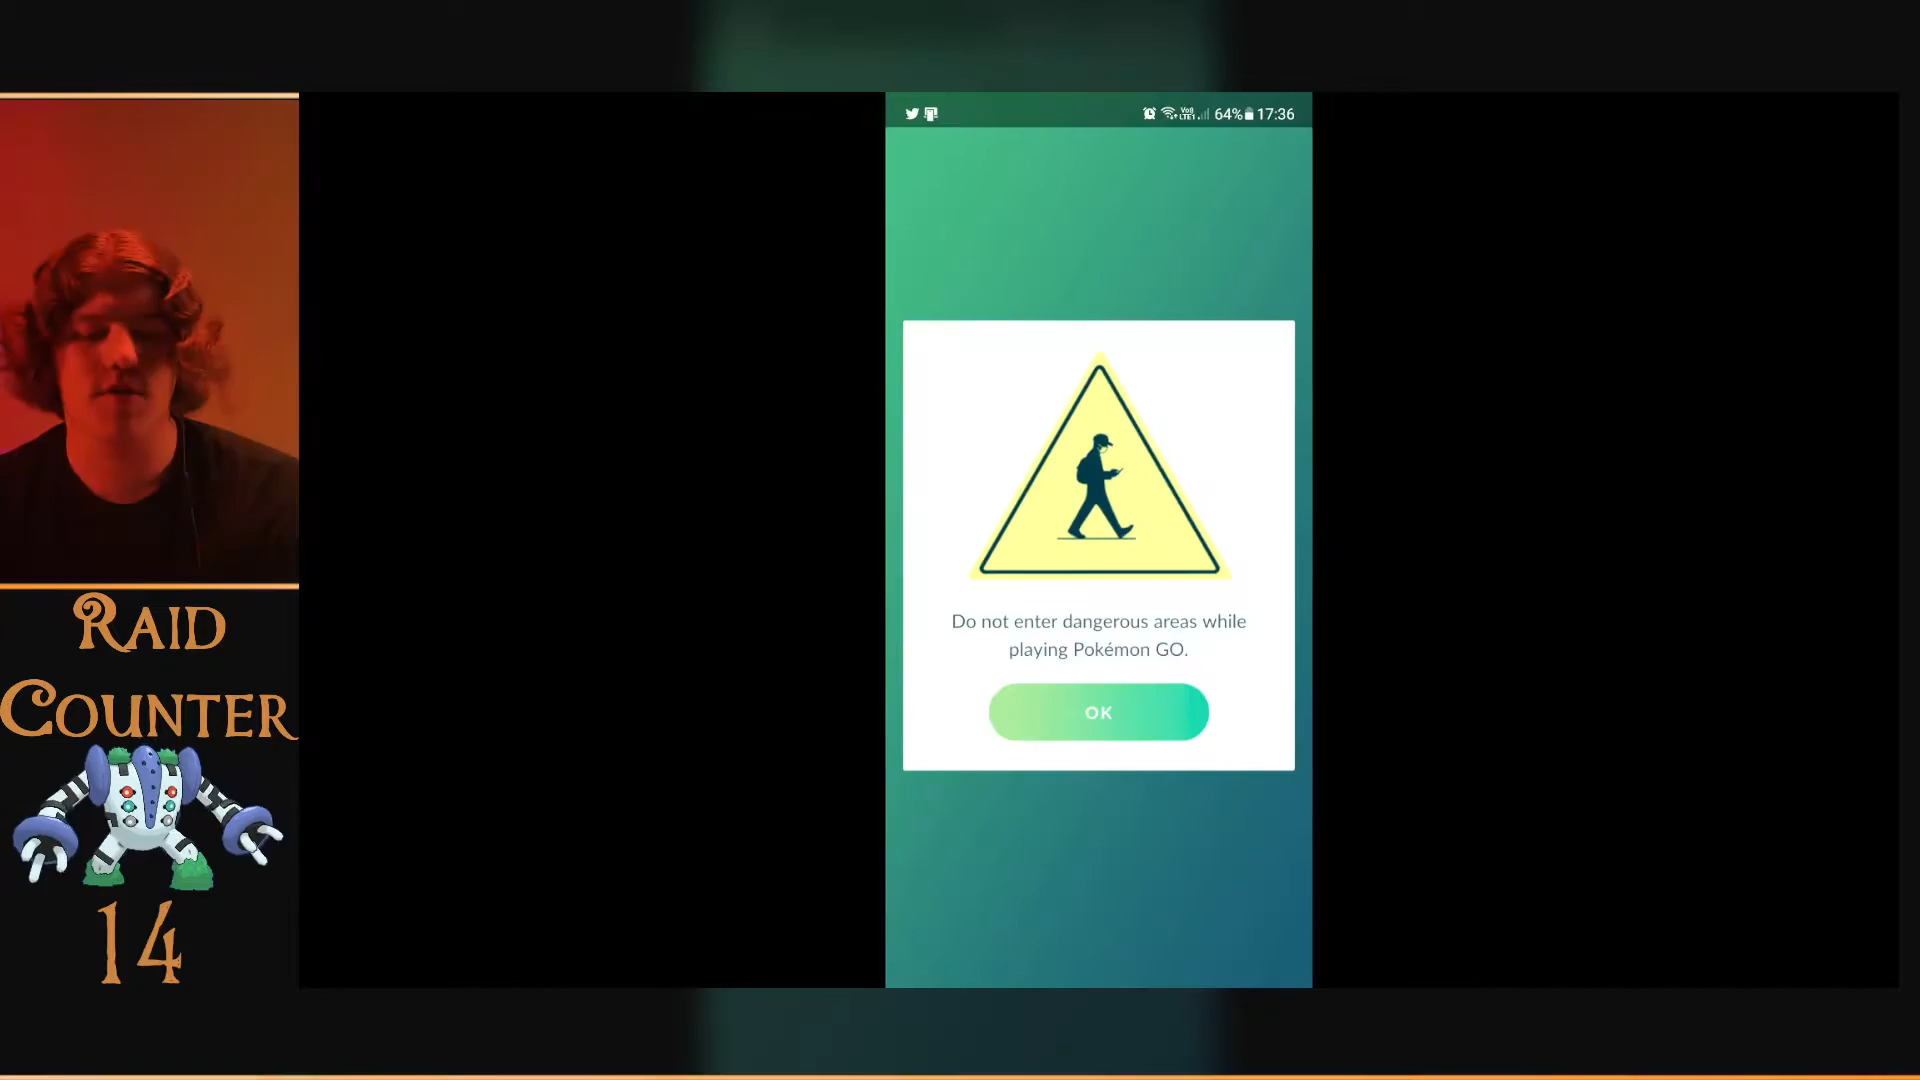 64% 17:36
Do not enter dangerous areas while
playing Pokémon GO.
OK
RAID
COUNTER
14